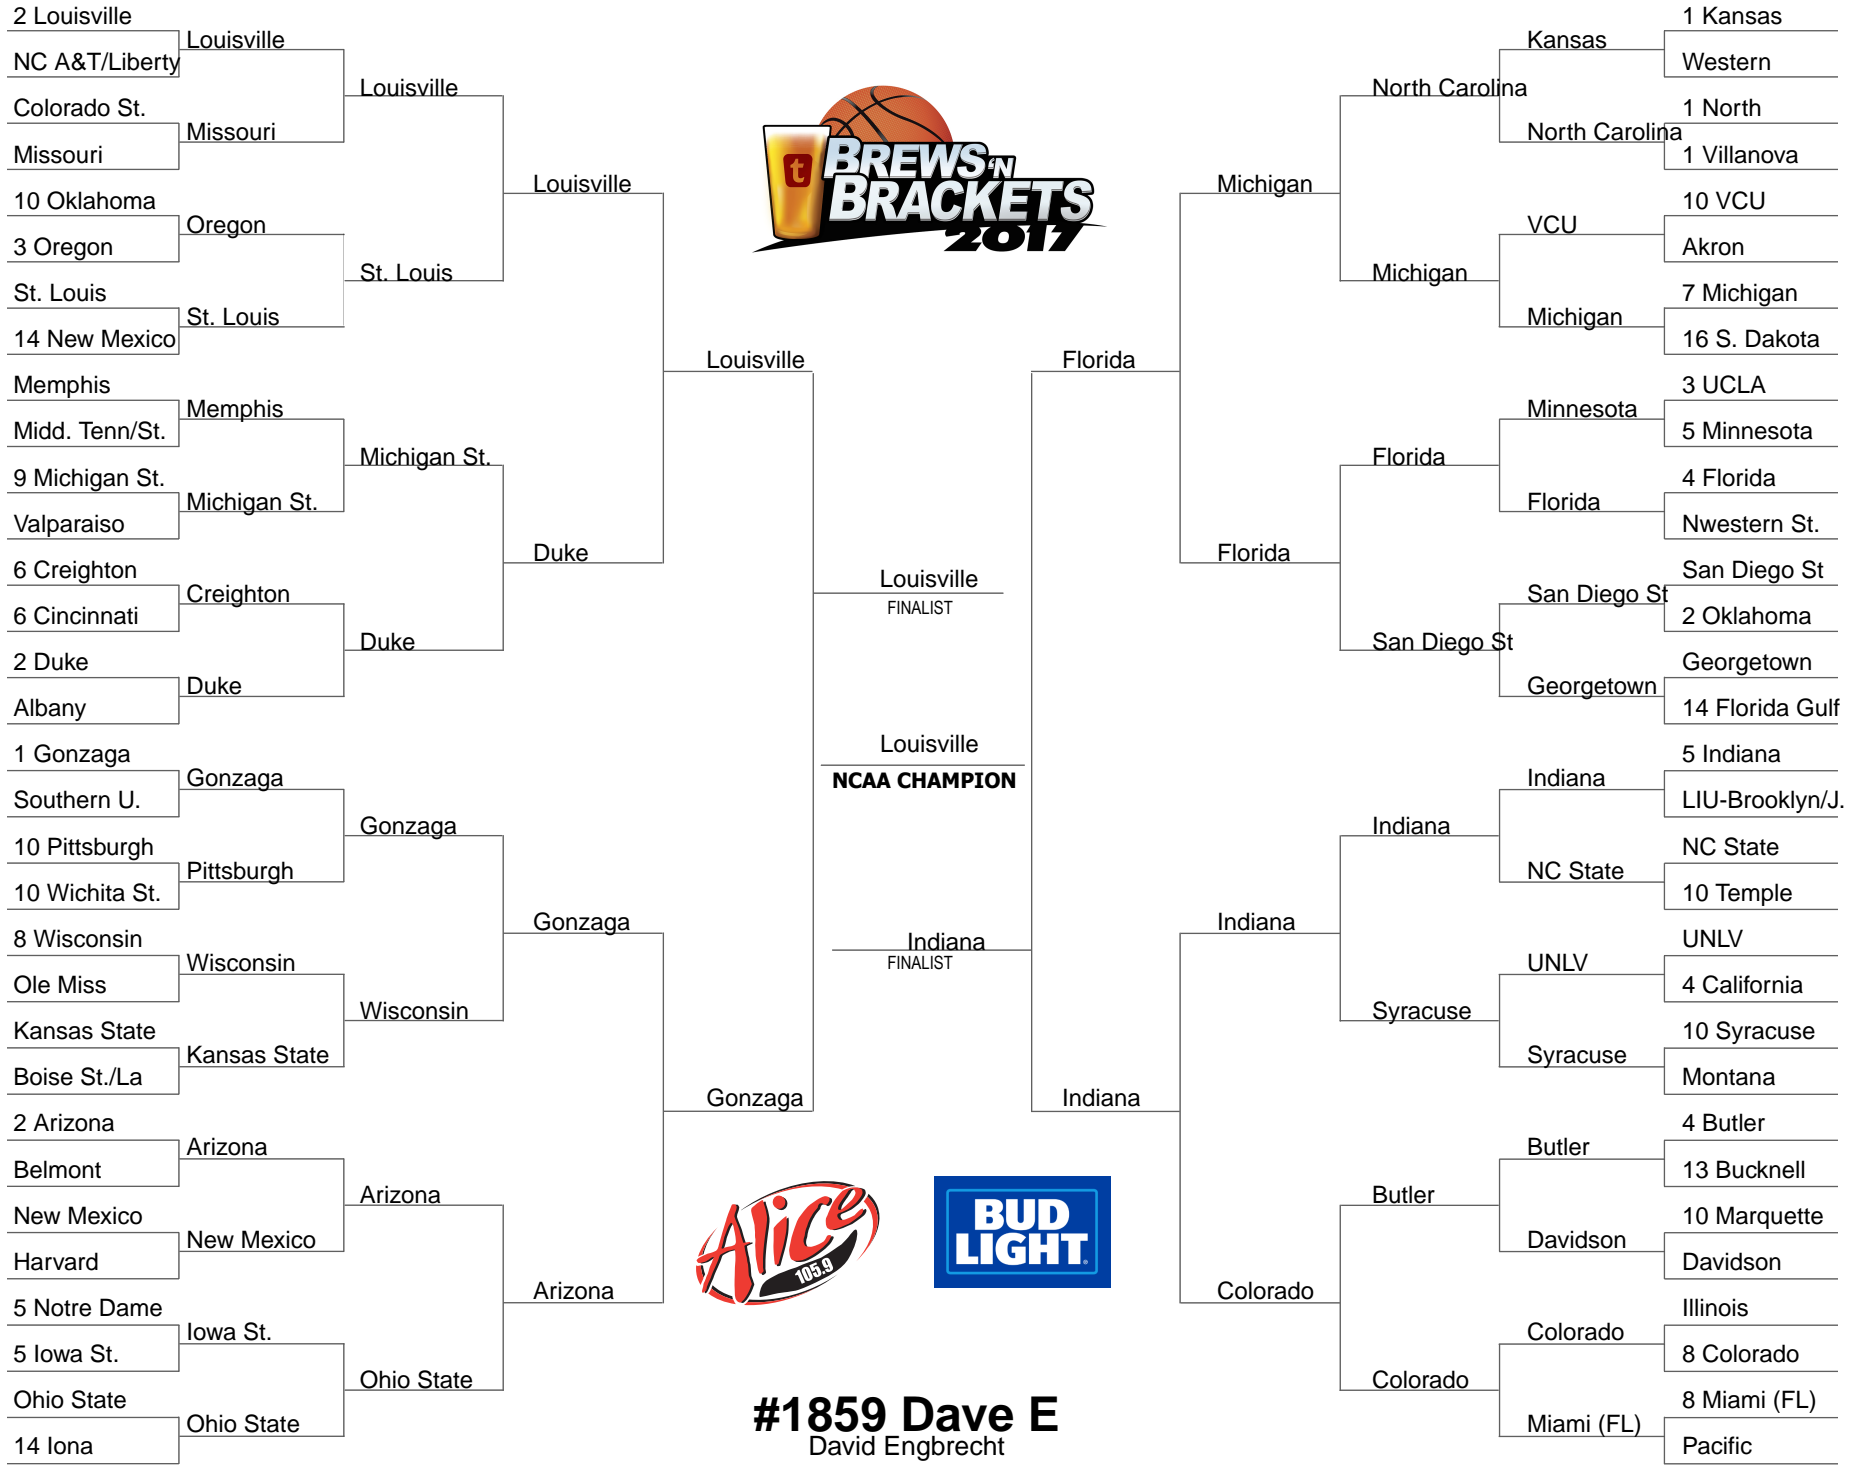 2 Louisville
NC A&T/Liberty
Colorado St.
Missouri
10 Oklahoma
3 Oregon
St. Louis
14 New Mexico
Memphis
Midd. Tenn/St.
9 Michigan St.
Valparaiso
6 Creighton
6 Cincinnati
2 Duke
Albany
1 Gonzaga
Southern U.
10 Pittsburgh
10 Wichita St.
8 Wisconsin
Ole Miss
Kansas State
Boise St./La
2 Arizona
Belmont
New Mexico
Harvard
5 Notre Dame
5 Iowa St.
Ohio State
14 Iona
Louisville
Missouri
Oregon
St. Louis
Memphis
Michigan St.
Creighton
Duke
Gonzaga
Pittsburgh
Wisconsin
Kansas State
Arizona
New Mexico
Iowa St.
Ohio State
Louisville
St. Louis
Michigan St.
Duke
Gonzaga
Wisconsin
Arizona
Ohio State
Louisville
Duke
Gonzaga
Arizona
Louisville
Gonzaga
t
BREWS 'N
BRACKETS
2017
Louisville
FINALIST
Louisville
NCAA CHAMPION
Indiana
FINALIST
Alice
105.9
BUD
LIGHT
#1859 Dave E
David Engbrecht
Florida
Indiana
Michigan
Florida
Indiana
Colorado
North Carolina
Michigan
Florida
San Diego St
Indiana
Syracuse
Butler
Colorado
Kansas
North Carolina
VCU
Michigan
Minnesota
Florida
San Diego St
Georgetown
Indiana
NC State
UNLV
Syracuse
Butler
Davidson
Colorado
Miami (FL)
1 Kansas
Western
1 North
1 Villanova
10 VCU
Akron
7 Michigan
16 S. Dakota
3 UCLA
5 Minnesota
4 Florida
Nwestern St.
San Diego St
2 Oklahoma
Georgetown
14 Florida Gulf
5 Indiana
LIU-Brooklyn/J.
NC State
10 Temple
UNLV
4 California
10 Syracuse
Montana
4 Butler
13 Bucknell
10 Marquette
Davidson
Illinois
8 Colorado
8 Miami (FL)
Pacific